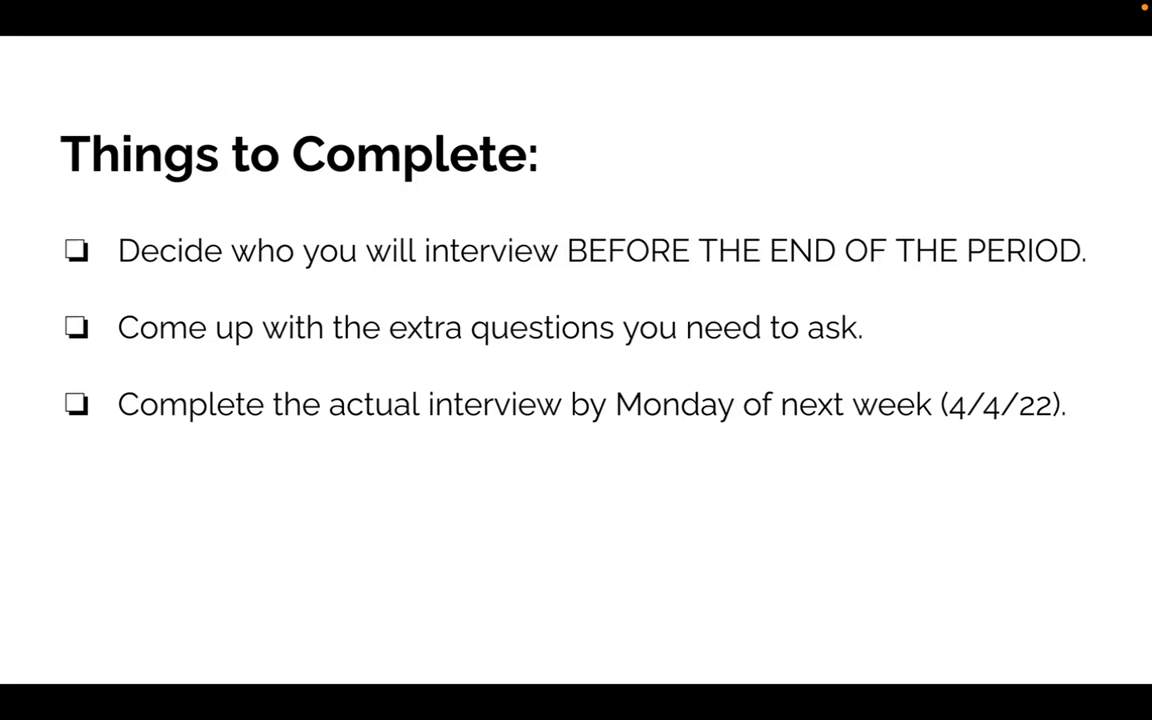 Things to Complete:
❏ Decide who you will interview BEFORE THE END OF THE PERIOD.
❏ Come up with the extra questions you need to ask.
❏ Complete the actual interview by Monday of next week (4/4/22).